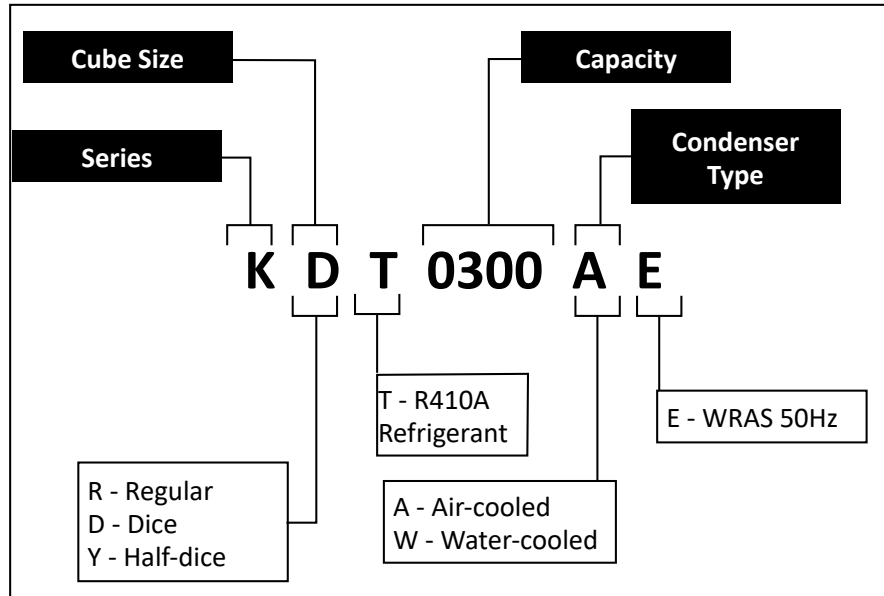 Cube Size
Capacity
Series
Condenser
Type
K D T 0300 A E
T - R410A
Refrigerant
E - WRAS 50Hz
R - Regular
D - Dice
Y - Half-dice
A - Air-cooled
W - Water-cooled